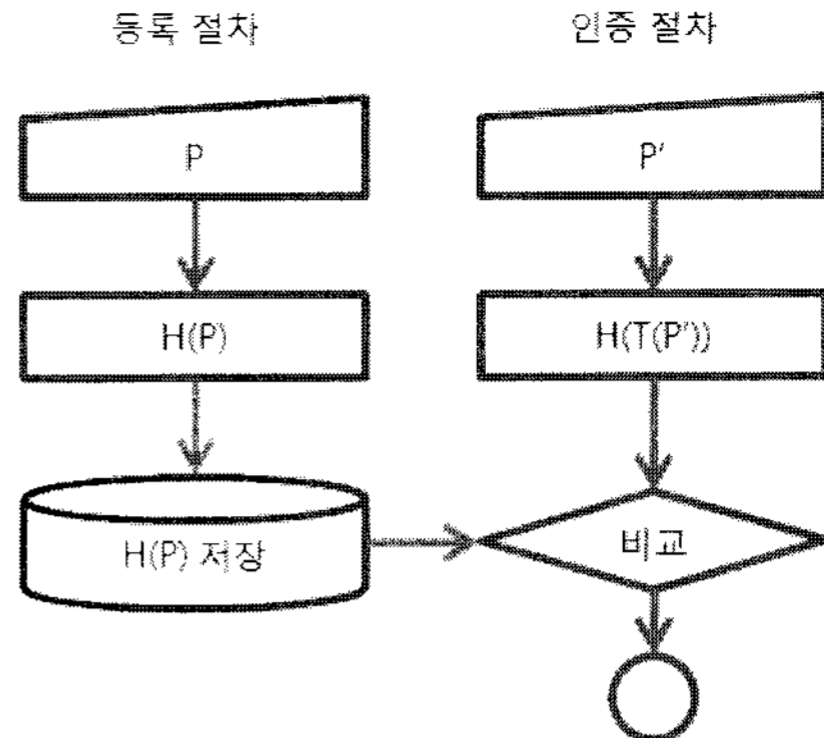 등록 절차
인증 절차
P
P'
H(P)
H(T(P'))
H(P) 저장
비교